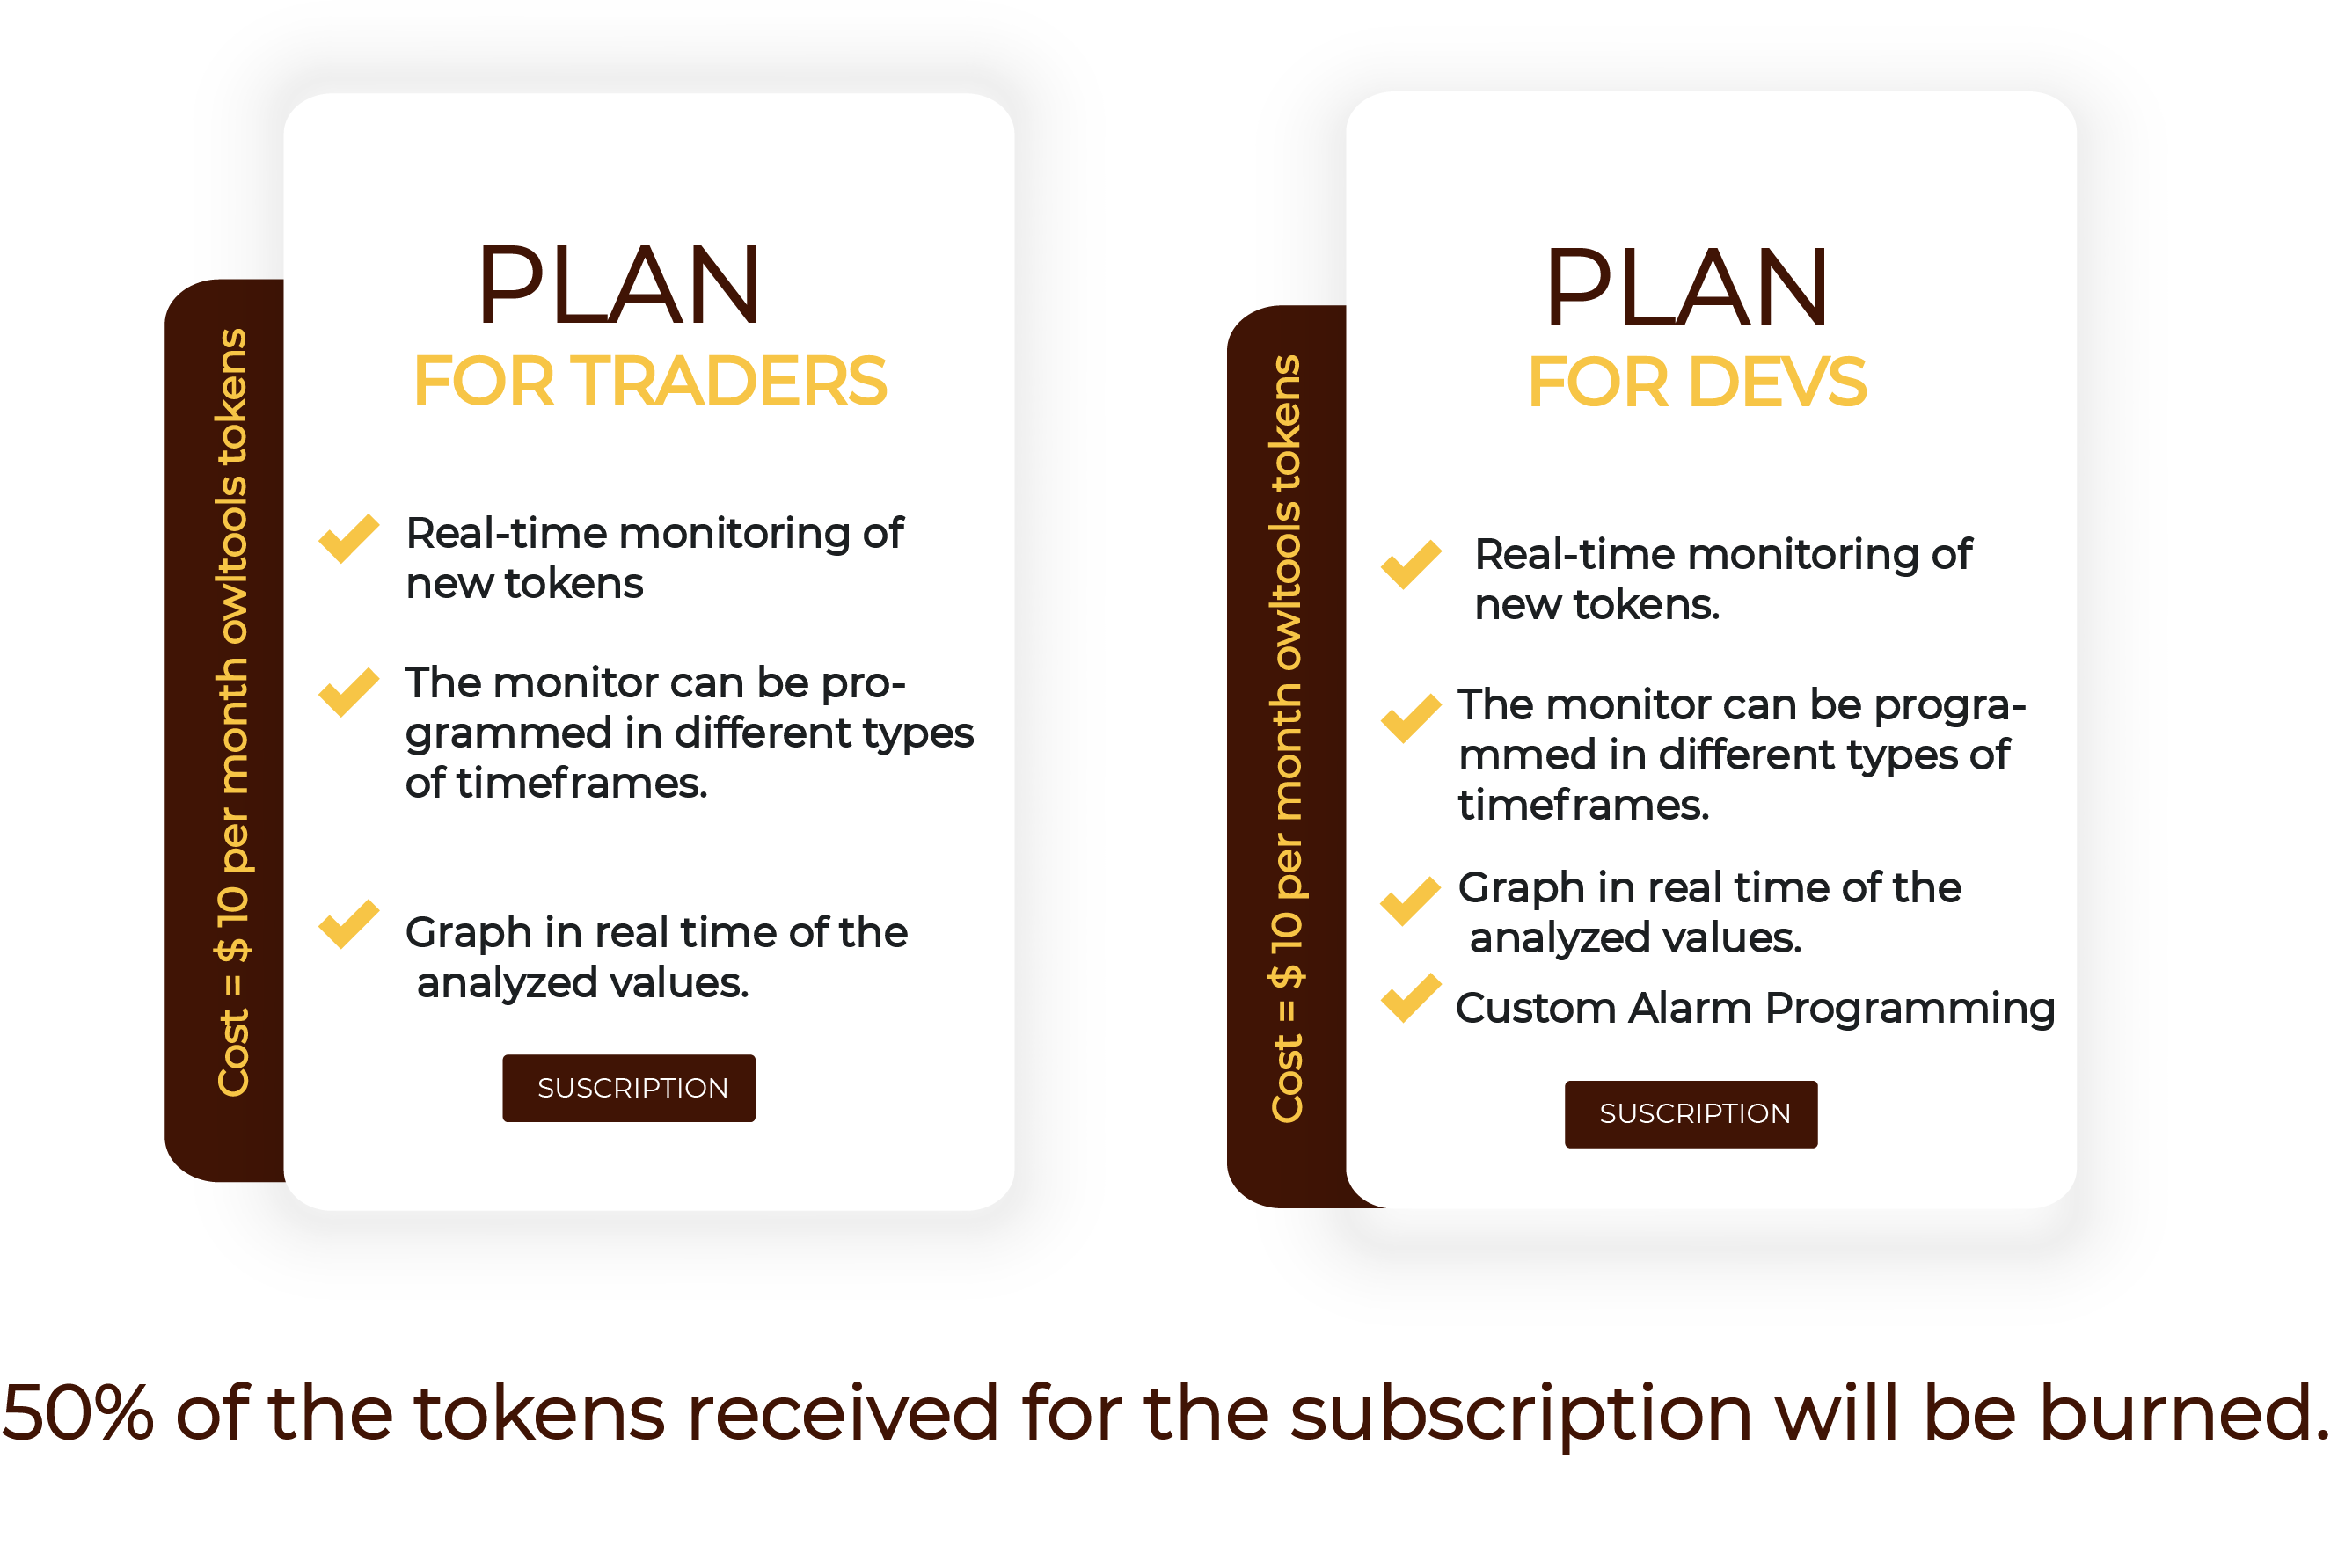 Cost = $ 10 per month owltools tokens
PLAN
FOR TRADERS
Real-time monitoring of
new tokens
The monitor can be pro-
grammed in different types
of timeframes.
Graph in real time of the
analyzed values.
SUSCRIPTION
Cost = $ 10 per month owltools tokens
PLAN
FOR DEVS
Real-time monitoring of
new tokens.
The monitor can be progra-
mmed in different types of
timeframes.
Graph in real time of the
analyzed values.
Custom Alarm Programming
SUSCRIPTION
50% of the tokens received for the subscription will be burned.